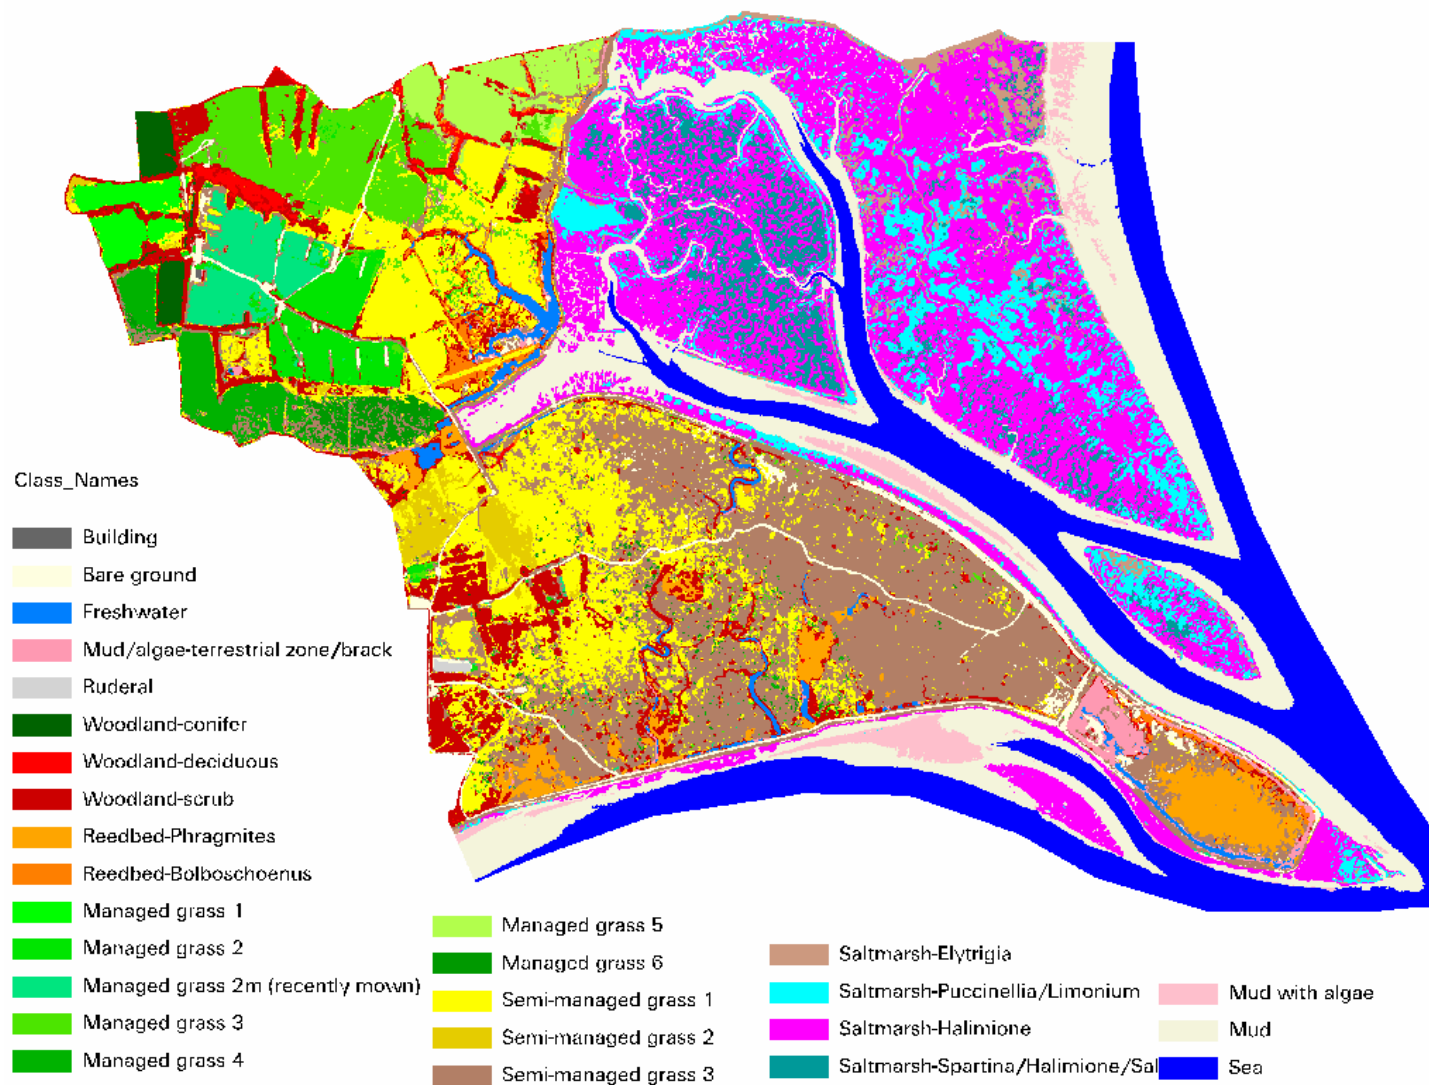 Class_Names
Building
Bare ground
Freshwater
Mud/algae-terrestrial zone/brack
Ruderal
Woodland-conifer
Woodland-deciduous
Woodland-scrub
Reedbed-Phragmites
Reedbed-Bolboschoenus
Managed grass 1
Managed grass 2
Managed grass 2m (recently mown)
Managed grass 3
Managed grass 4
Managed grass 5
Managed grass 6
Semi-managed grass 1
Semi-managed grass 2
Semi-managed grass 3
Saltmarsh-Elytrigia
Saltmarsh-Puccinellia/Limonium
Saltmarsh-Halimione
Saltmarsh-Spartina/Halimione/Sal
Mud with algae
Mud
Sea